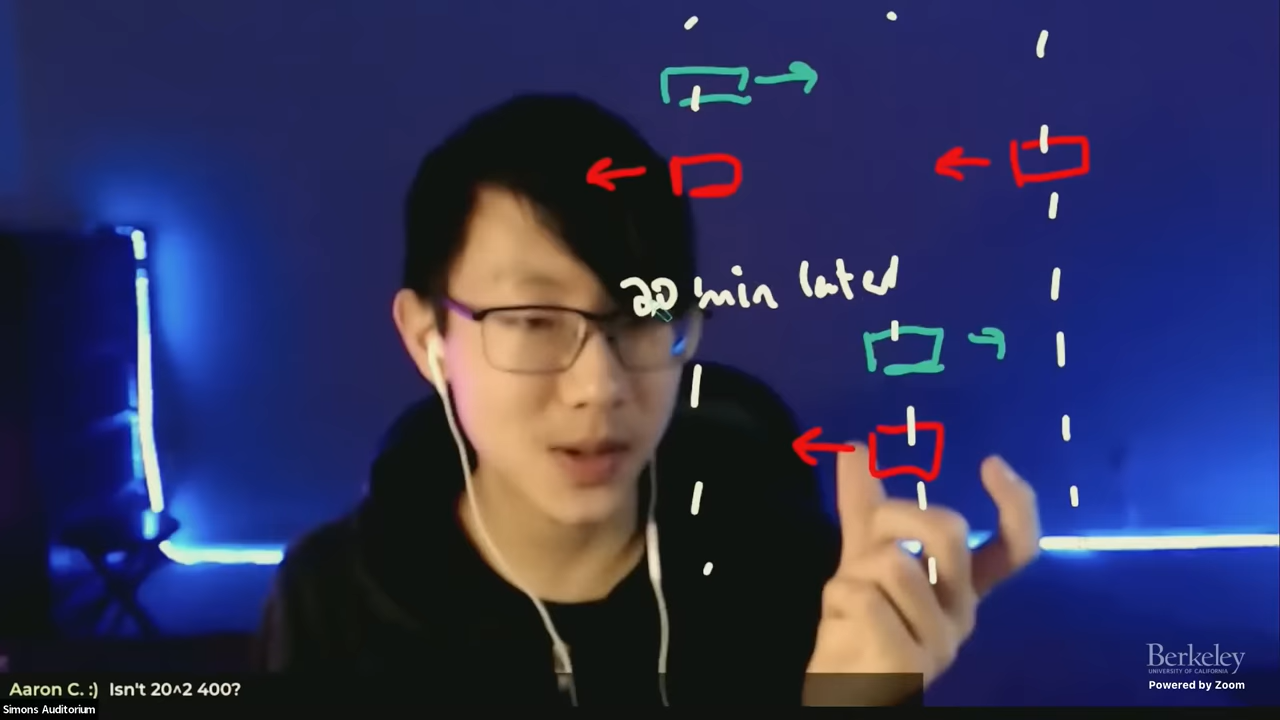 20 min later
Aaron C. :) Isn't 20^2 400?
Simons Auditorium
Berkeley
UNIVERSITY OF CALIFORNIA
Powered by Zoom